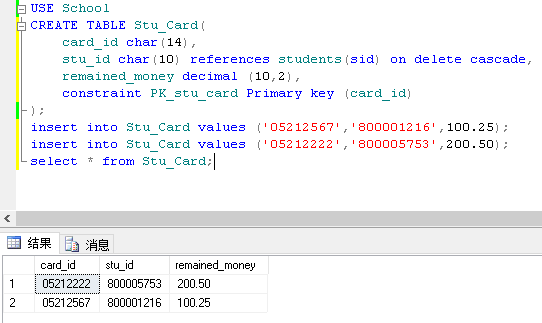 USE School
CREATE TABLE Stu_Card(
card_id char(14),
stu_id char(10) references students(sid) on delete cascade,
remained_money decimal (10,2),
constraint PK_stu_card Primary key (card_id)
);
insert into Stu_Card values ('05212567','800001216',100.25);
insert into Stu_Card values ('05212222','800005753',200.50);
select * from Stu_Card;
结果 消息
card_id stu_id remained_money
1 05212222 800005753 200.50
2 05212567 800001216 100.25